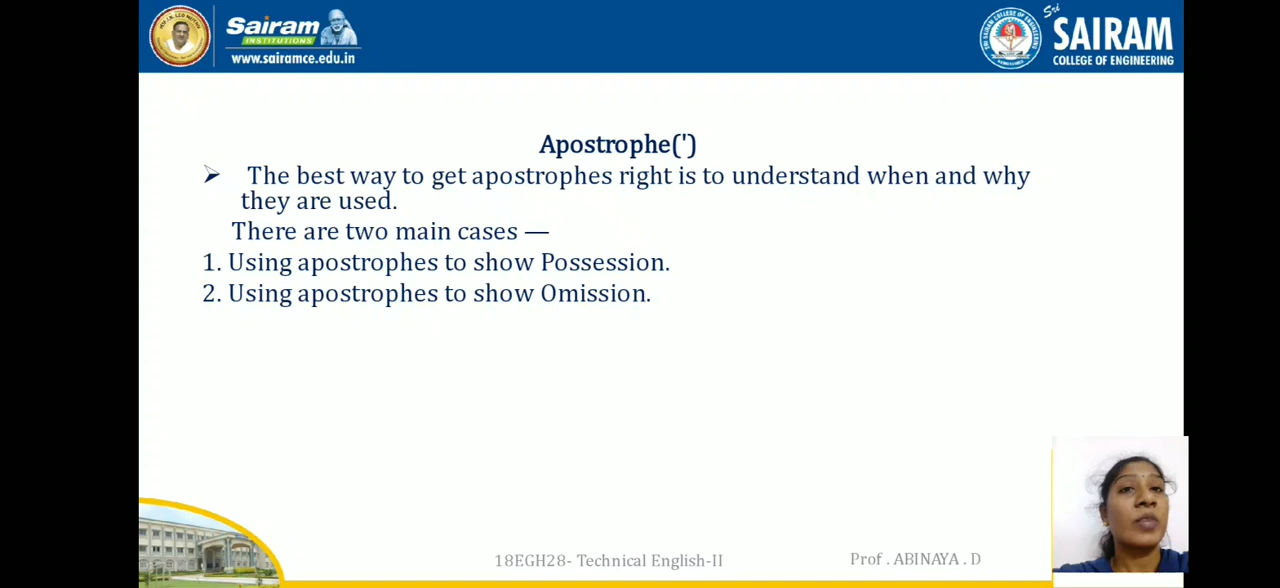 Sairam
INSTITUTIONS
www.sairamce.edu.in
Sri
SAIRAM
COLLEGE OF ENGINEERING
Apostrophe(')
➢ The best way to get apostrophes right is to understand when and why
they are used.
There are two main cases —
1. Using apostrophes to show Possession.
2. Using apostrophes to show Omission.
18EGH28- Technical English-II
Prof . ABINAYA . D